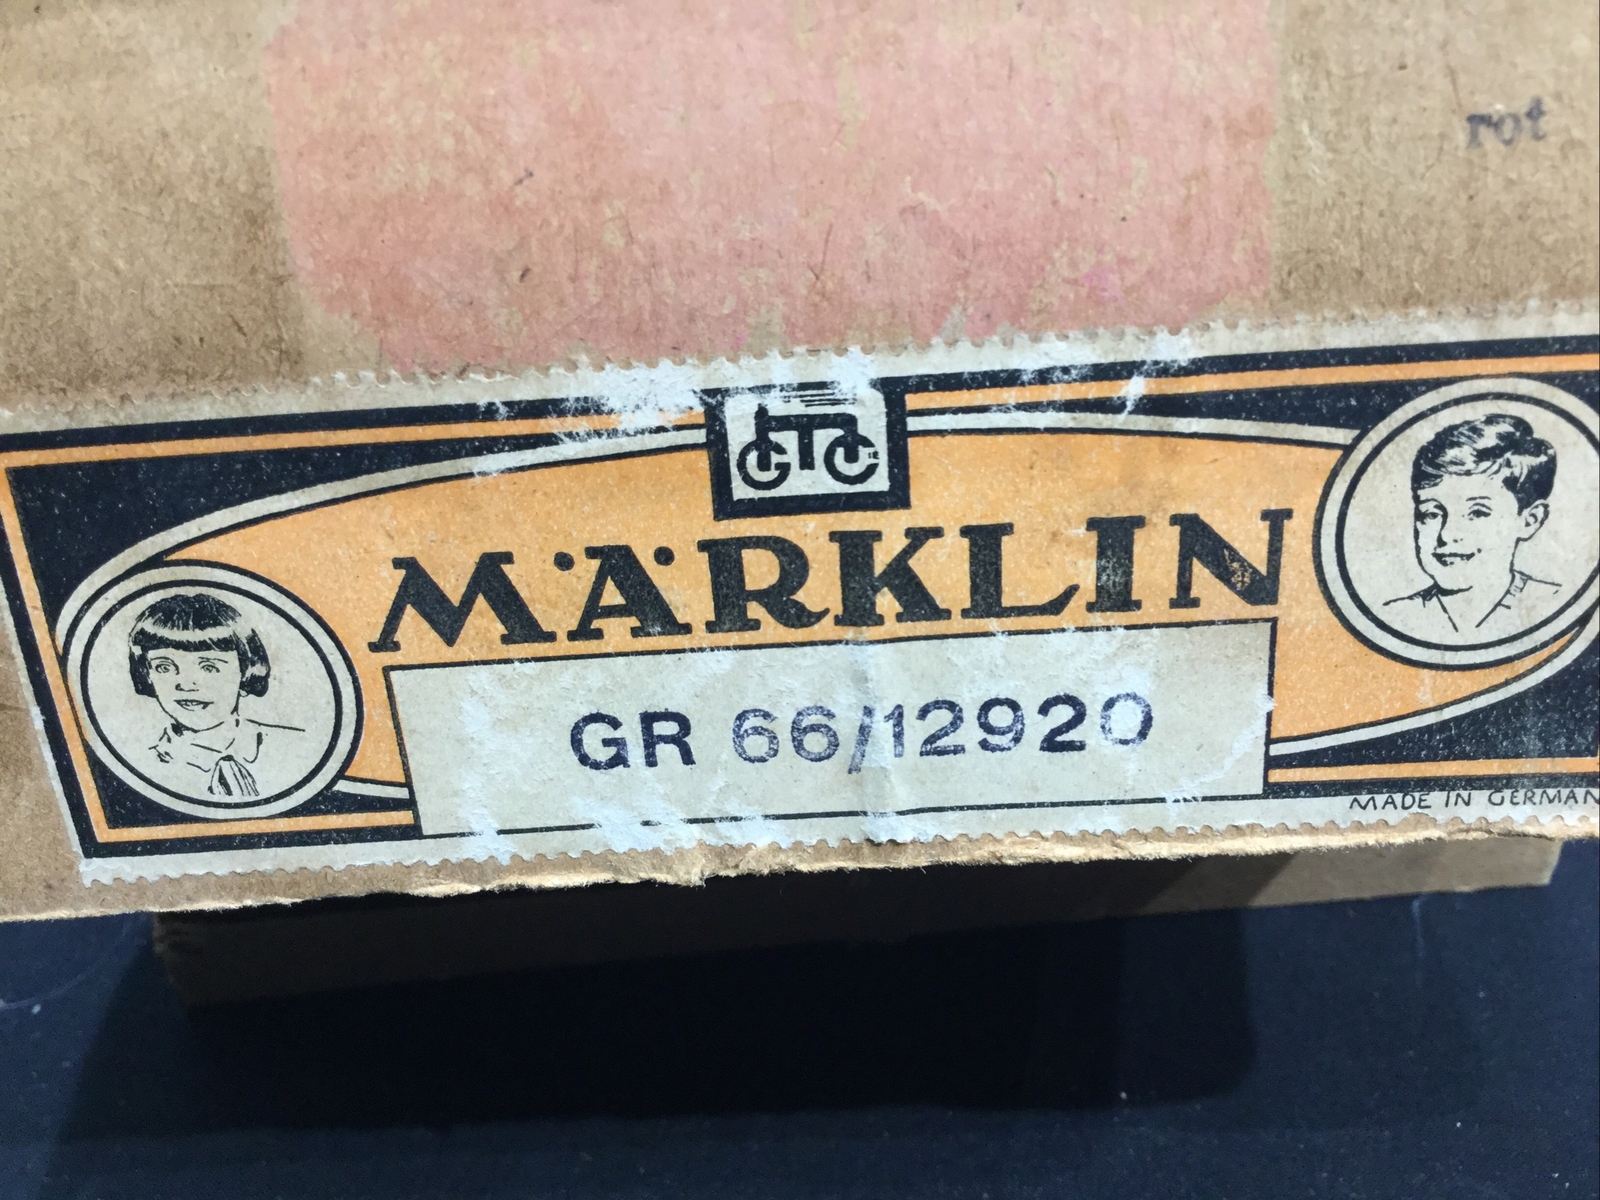 rot
MÄRKLIN
GR 66/12920
MADE IN GERMAN